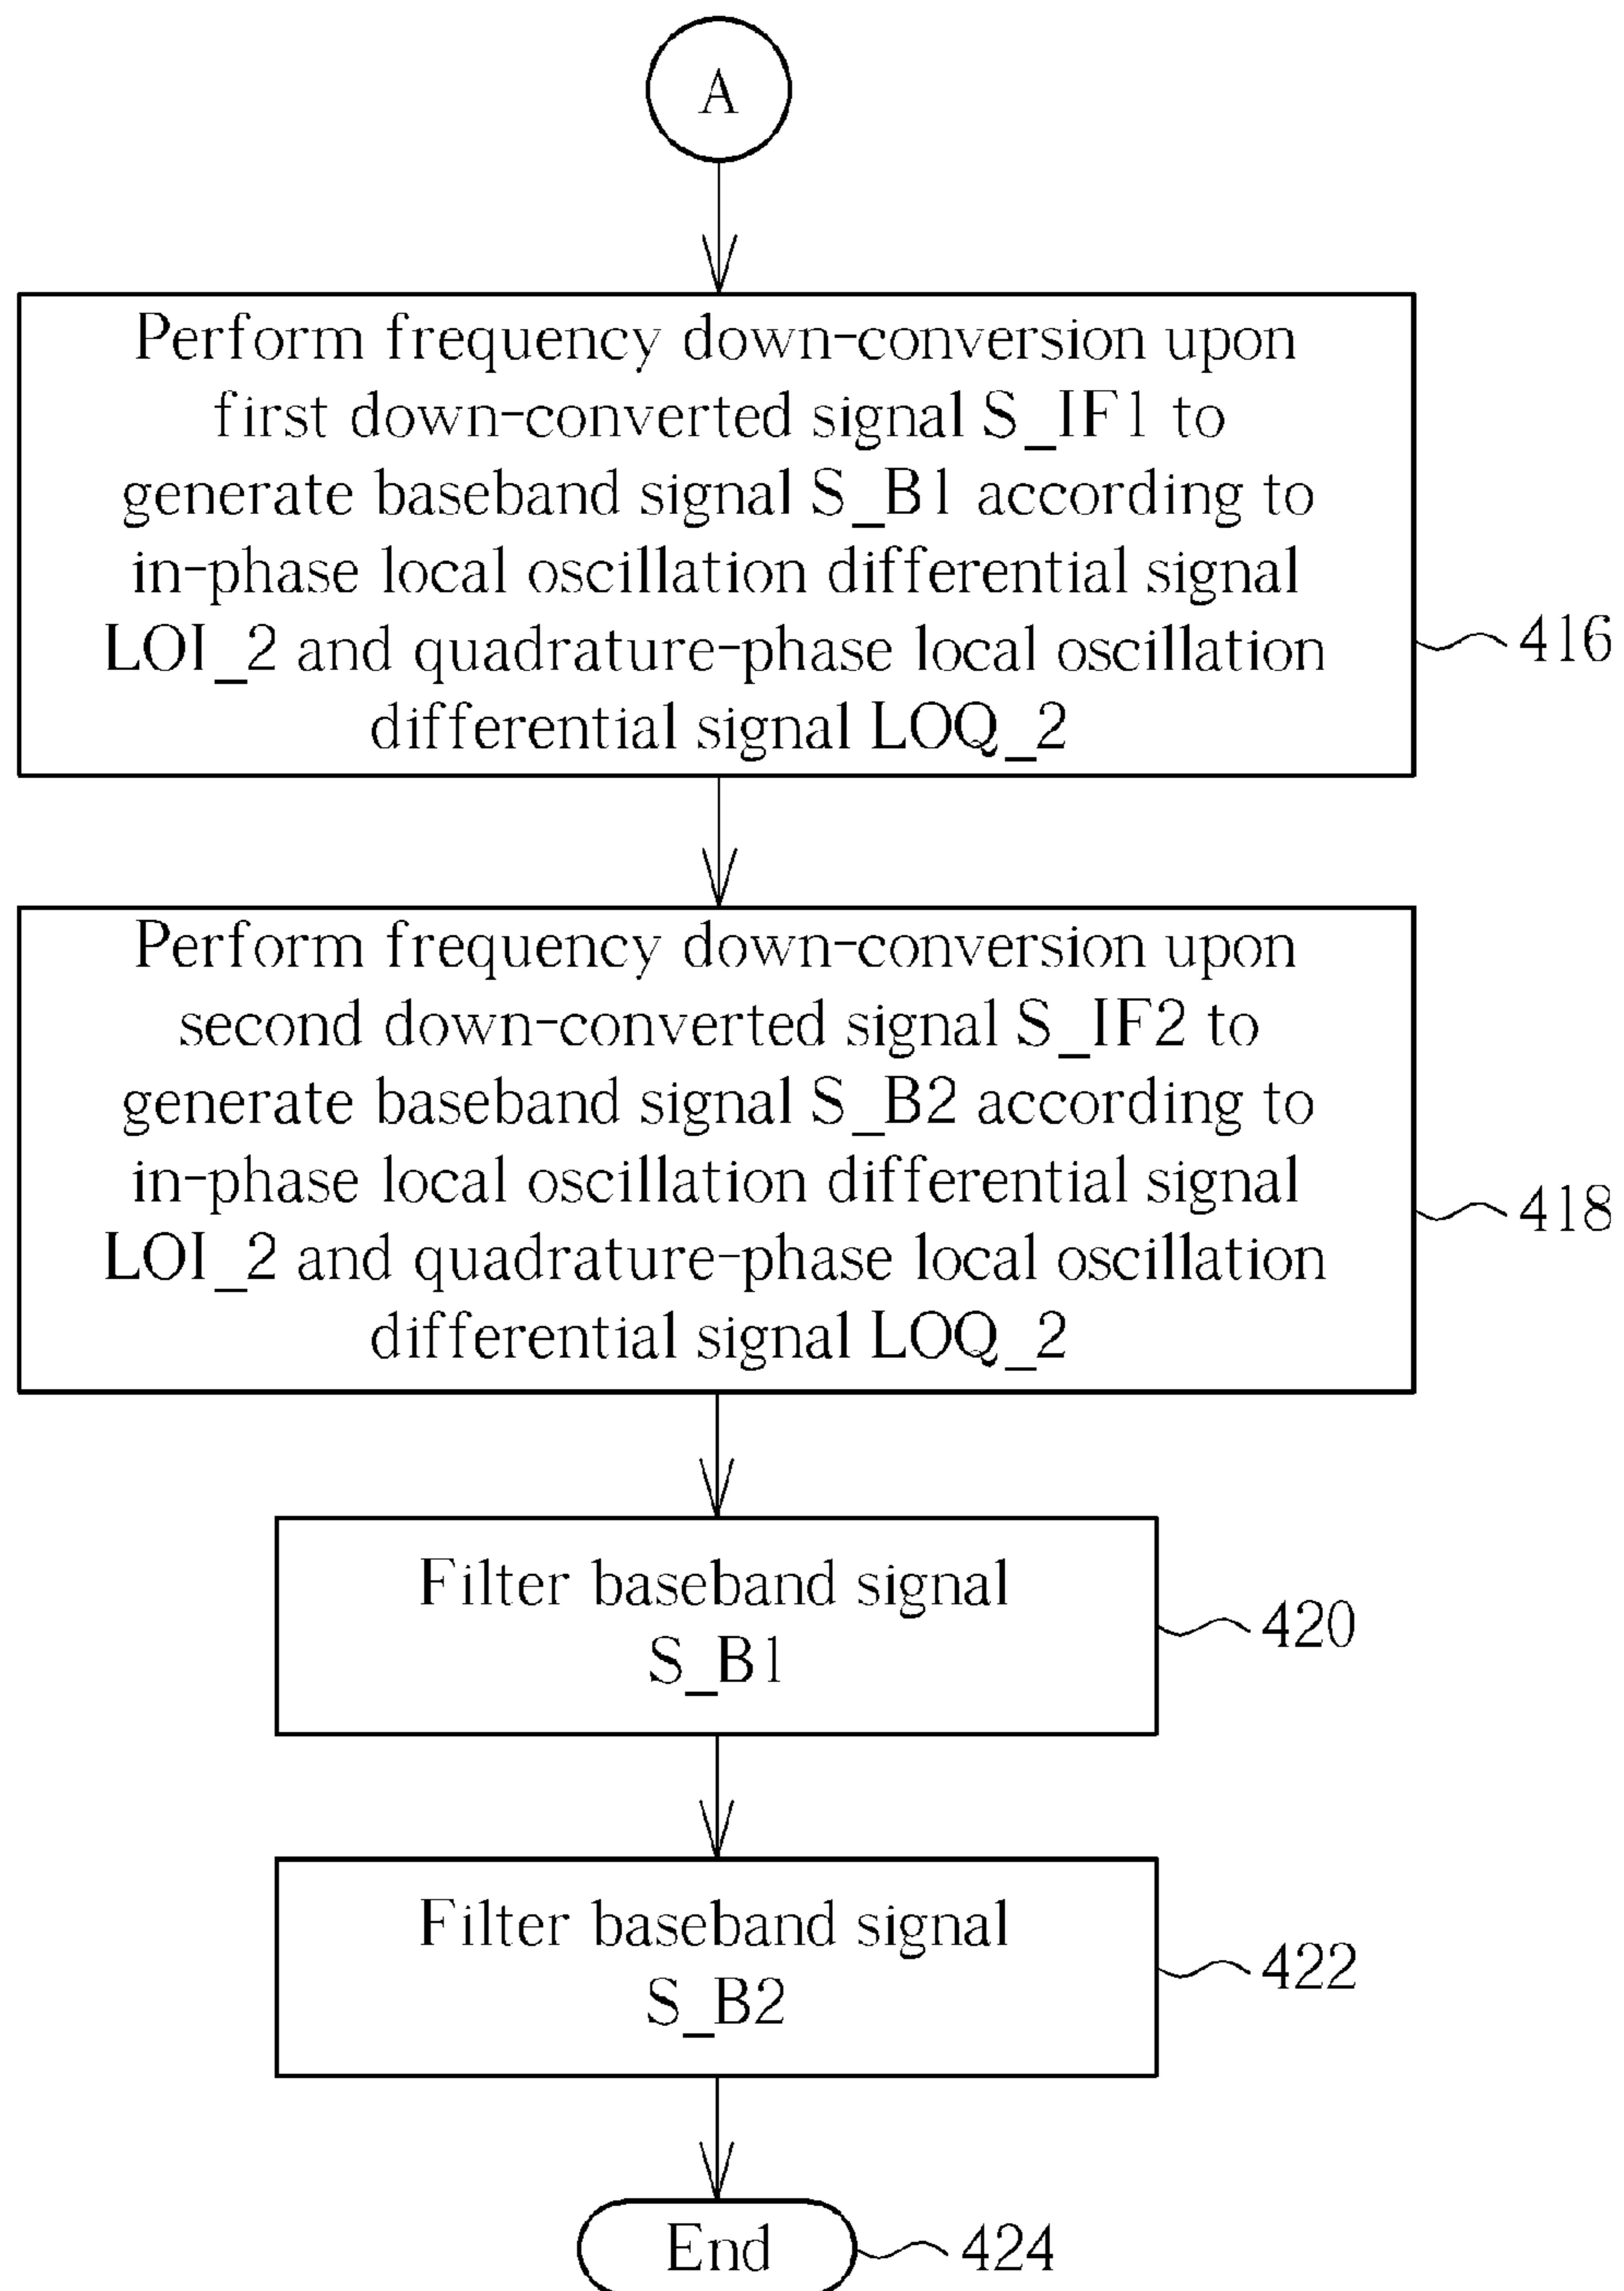 A
Perform frequency down-conversion upon
first down-converted signal S_IF1 to
generate baseband signal S_B1 according to
in-phase local oscillation differential signal
LOI_2 and quadrature-phase local oscillation
differential signal LOQ_2
416
Perform frequency down-conversion upon
second down-converted signal S_IF2 to
generate baseband signal S_B2 according to
in-phase local oscillation differential signal
LOI_2 and quadrature-phase local oscillation
differential signal LOQ_2
418
Filter baseband signal
S_B1
420
Filter baseband signal
S_B2
422
End
424